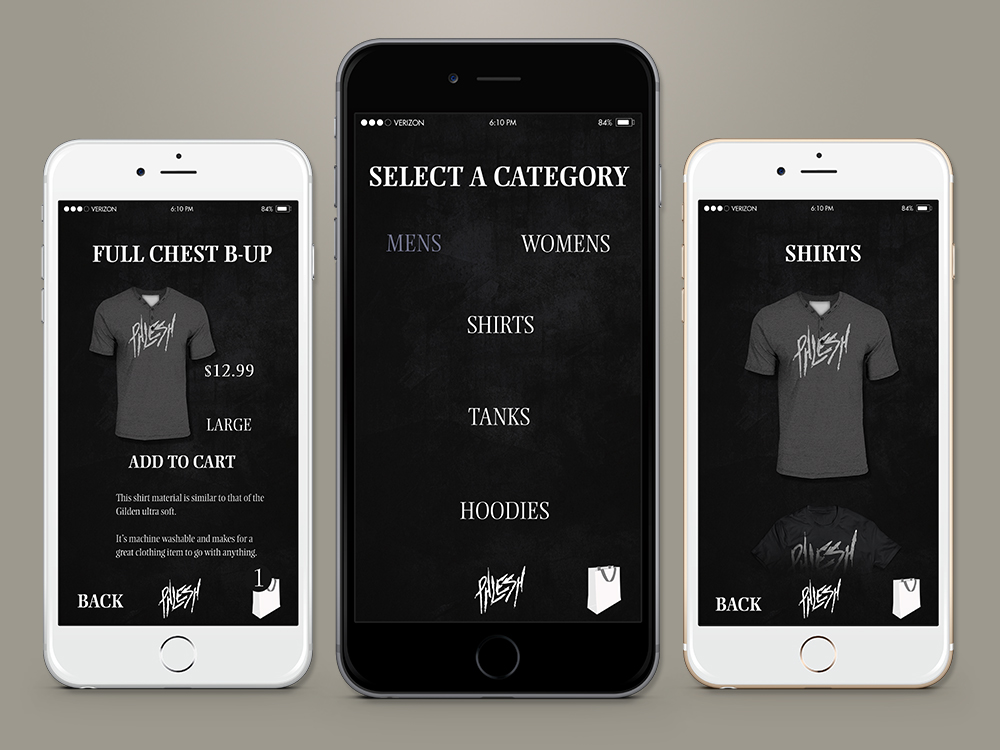 VERIZON 6:10 PM 84%
FULL CHEST B-UP
PHLESH
$12.99
LARGE
ADD TO CART
This shirt material is similar to that of the
Gilden ultra soft.
It's machine washable and makes for a
great clothing item to go with anything.
BACK PHLESH 1
VERIZON 6:10 PM 84%
SELECT A CATEGORY
MENS WOMENS
SHIRTS
TANKS
HOODIES
PHLESH
VERIZON 6:10 PM 84%
SHIRTS
PHLESH
PHLESH
BACK PHLESH